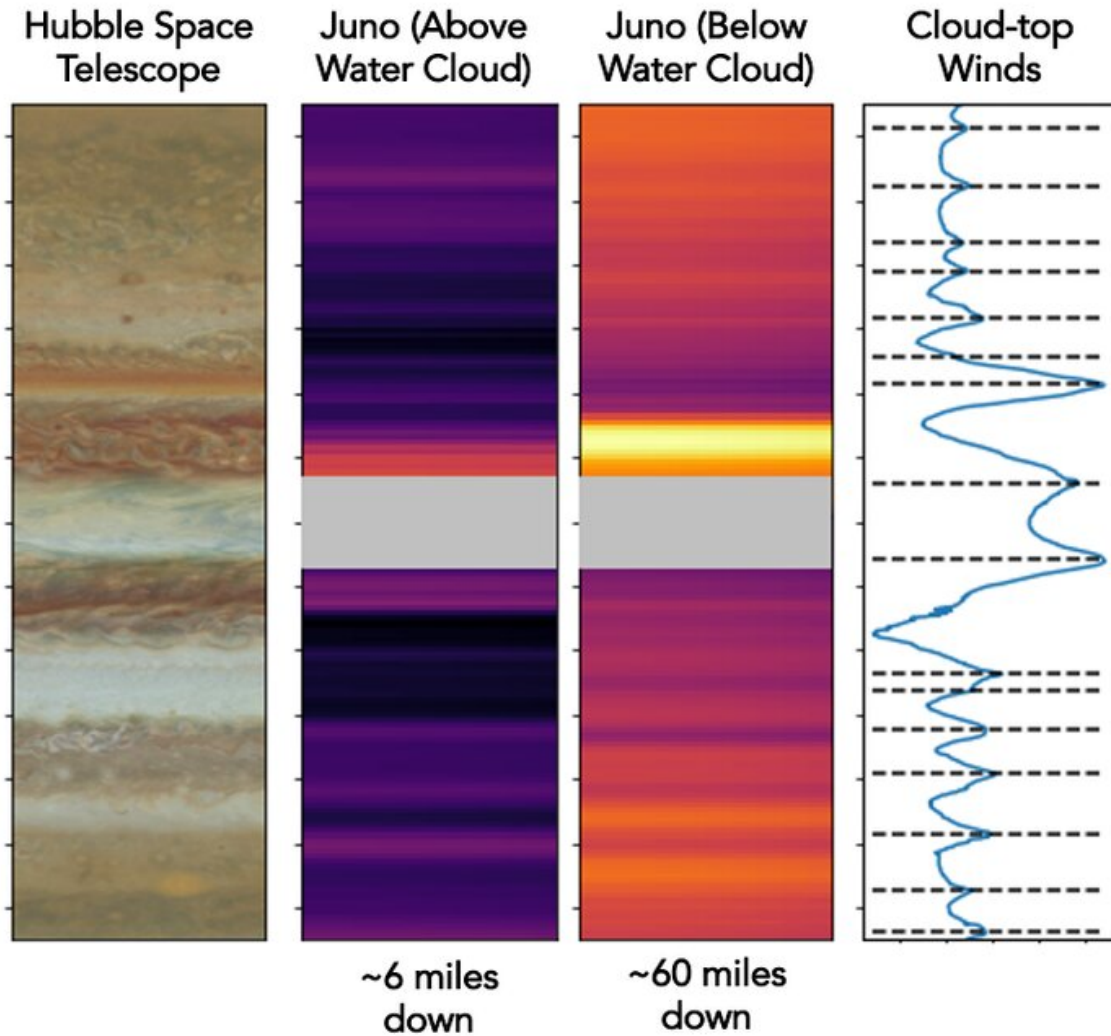 Hubble Space
Telescope
Juno (Above
Water Cloud)
Juno (Below
Water Cloud)
Cloud-top
Winds
~6 miles
down
~60 miles
down